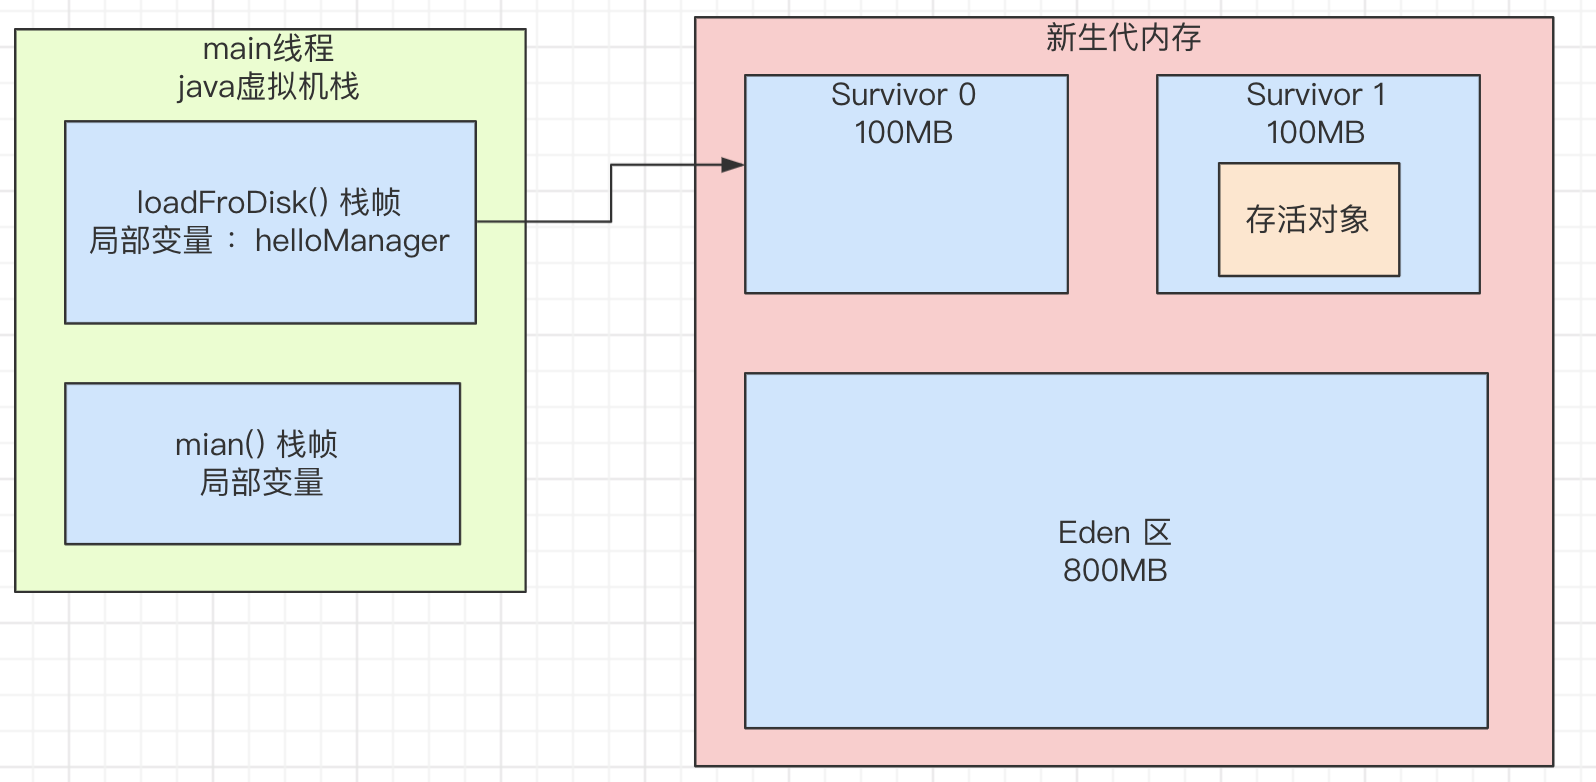 main线程
java虚拟机栈
loadFroDisk() 栈帧
局部变量 ： helloManager
mian() 栈帧
局部变量
新生代内存
Survivor 0
100MB
Survivor 1
100MB
存活对象
Eden 区
800MB